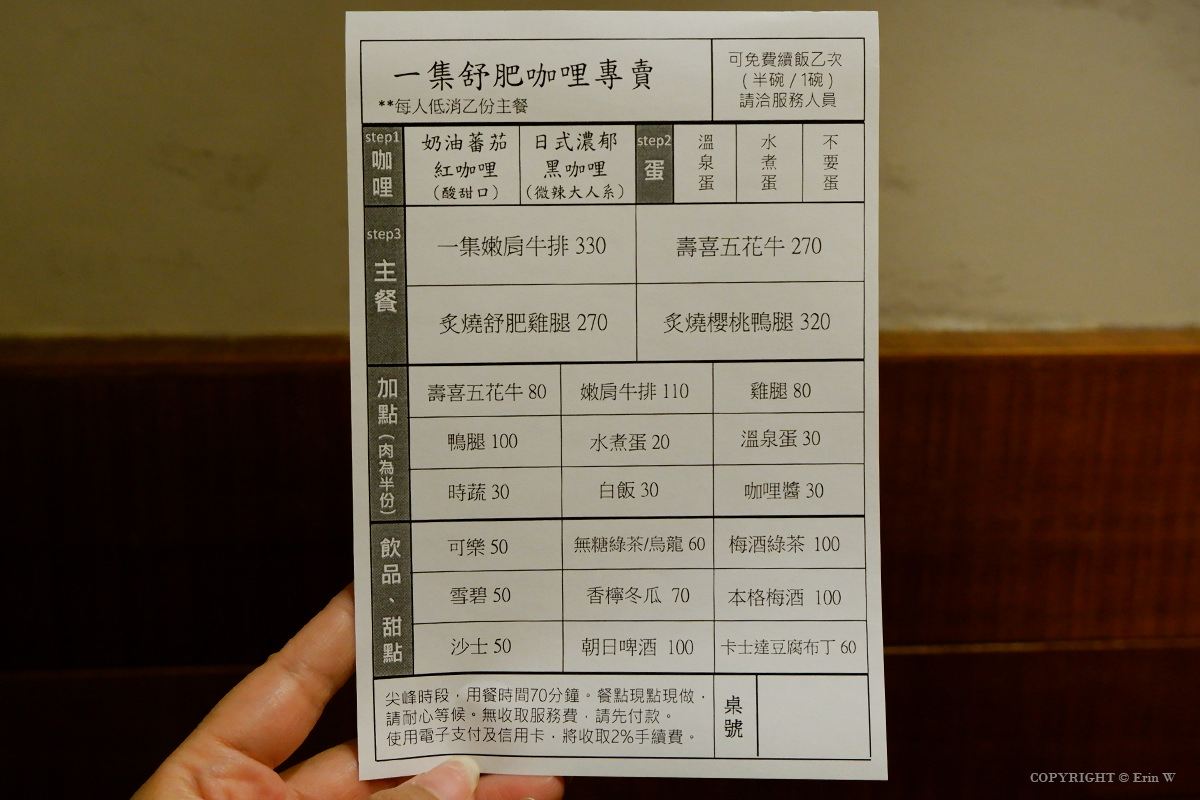 一集舒肥咖哩專賣
**每人低消乙份主餐
可免費續飯乙次
(半碗/1碗)
請洽服務人員
step1
咖哩
奶油蕃茄
紅咖哩
(酸甜口)
日式濃郁
黑咖哩
(微辣大人系)
step2
蛋
溫泉蛋
水煮蛋
不要蛋
step3
主餐
一集嫩肩牛排 330
壽喜五花牛 270
炙燒舒肥雞腿 270
炙燒櫻桃鴨腿 320
加點(肉為半份)
壽喜五花牛 80
嫩肩牛排 110
雞腿 80
鴨腿 100
水煮蛋 20
溫泉蛋 30
時蔬 30
白飯 30
咖哩醬 30
飲品、甜點
可樂 50
無糖綠茶/烏龍 60
梅酒綠茶 100
雪碧 50
香檸冬瓜 70
本格梅酒 100
沙士 50
朝日啤酒 100
卡士達豆腐布丁 60
尖峰時段，用餐時間70分鐘。餐點現點現做，
請耐心等候。無收取服務費，請先付款。
使用電子支付及信用卡，將收取2%手續費。
桌號
COPYRIGHT © Erin W